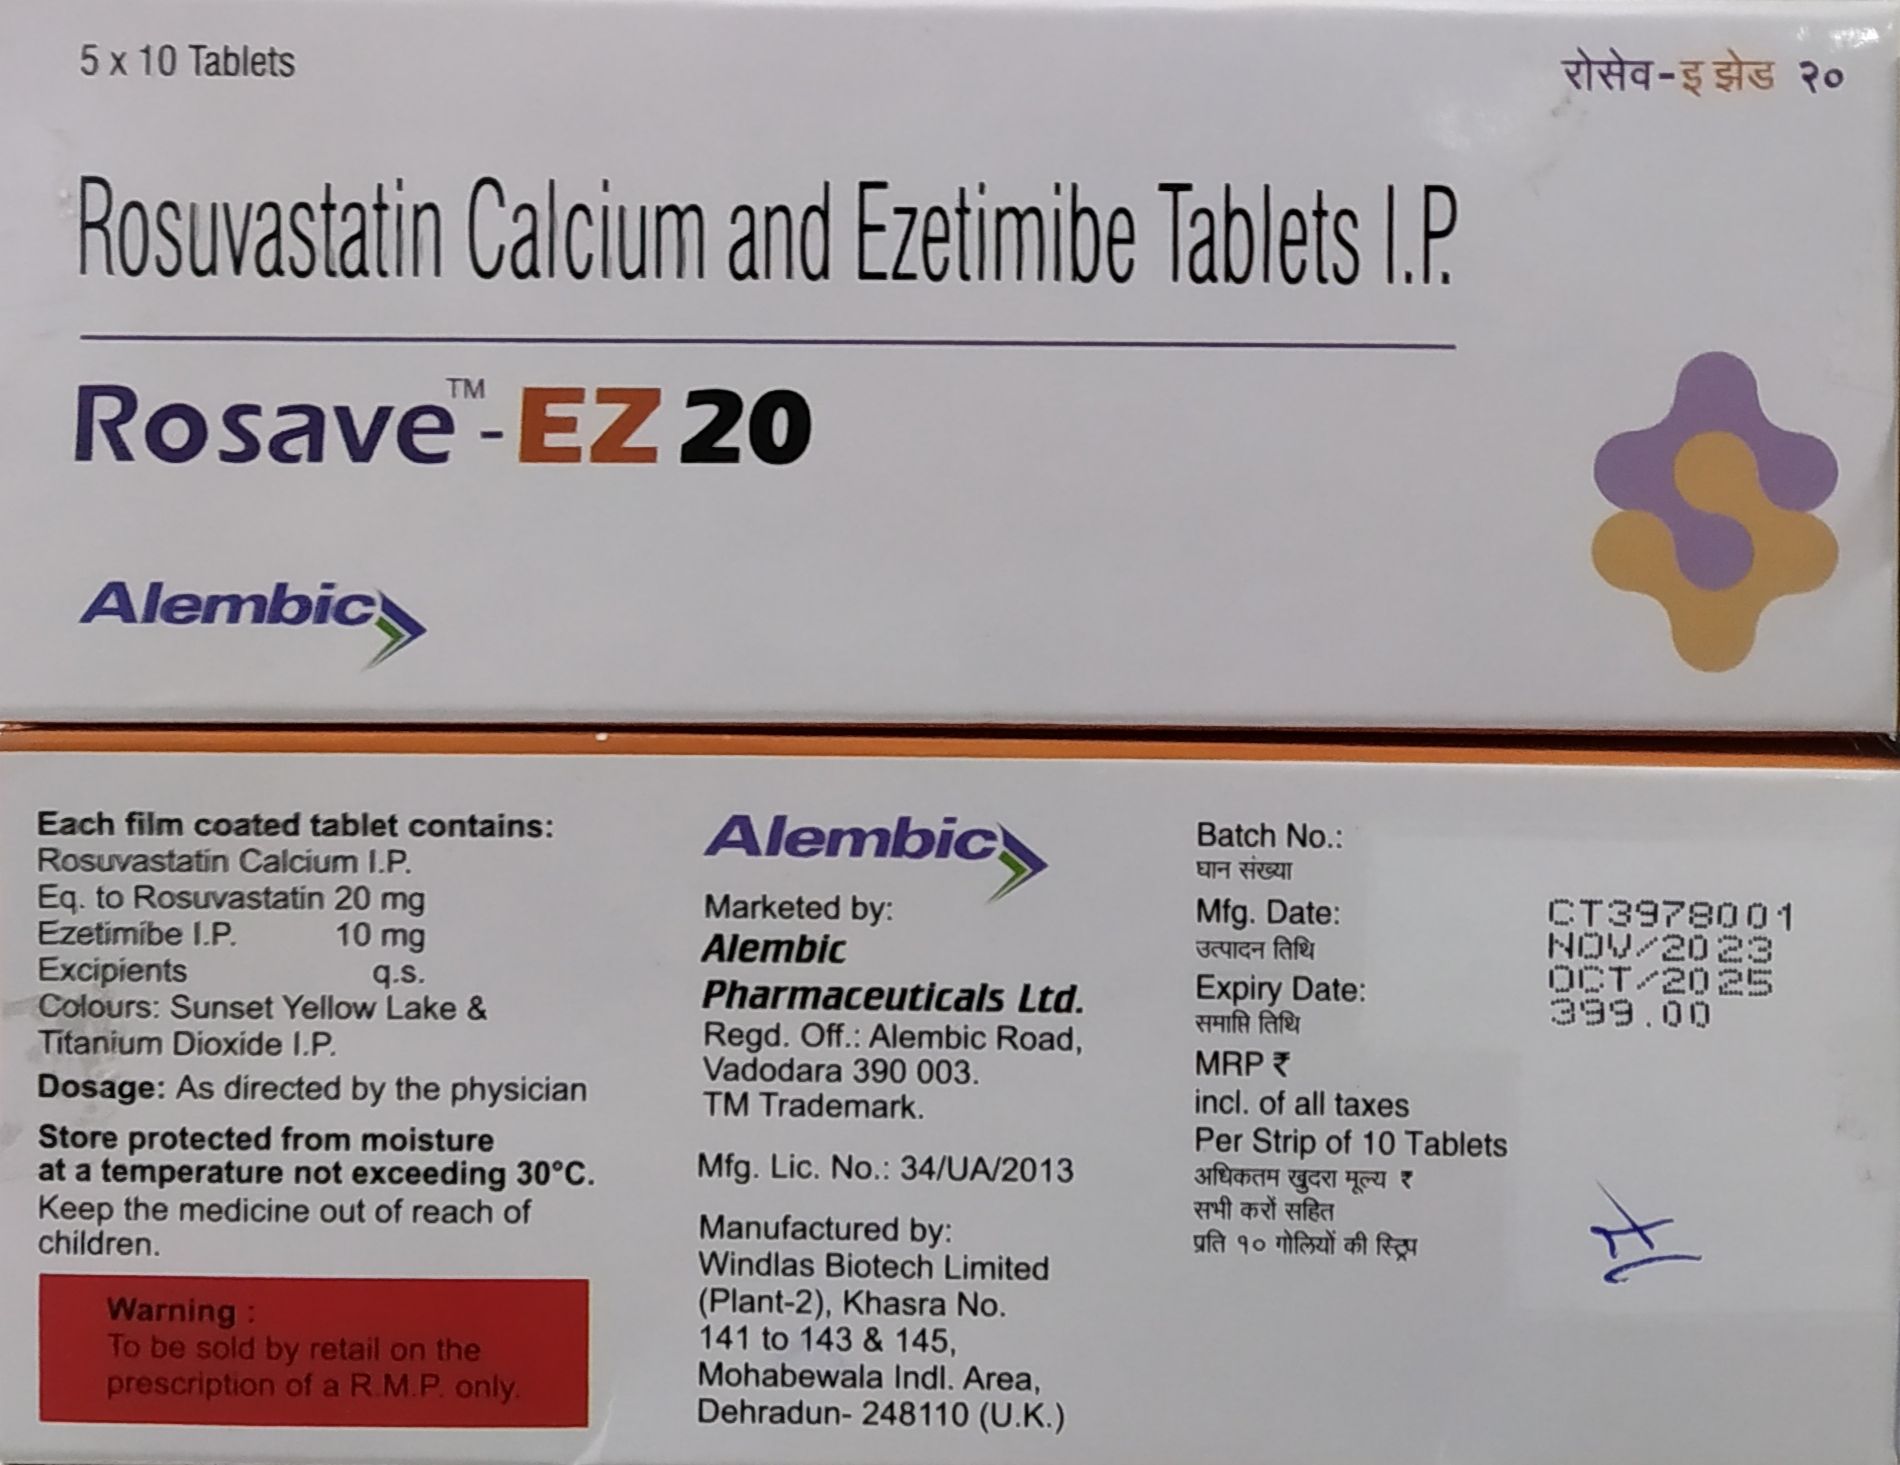 5 x 10 Tablets
रोसेव-इ झेड २०
Rosuvastatin Calcium and Ezetimibe Tablets I.P.
Rosave™-EZ 20
Alembic
Each film coated tablet contains:
Rosuvastatin Calcium I.P.
Eq. to Rosuvastatin 20 mg
Ezetimibe I.P. 10 mg
Excipients q.s.
Colours: Sunset Yellow Lake &
Titanium Dioxide I.P.
Dosage: As directed by the physician
Store protected from moisture
at a temperature not exceeding 30°C.
Keep the medicine out of reach of
children.
Warning :
To be sold by retail on the
prescription of a R.M.P. only.
Alembic
Marketed by:
Alembic
Pharmaceuticals Ltd.
Regd. Off.: Alembic Road,
Vadodara 390 003.
TM Trademark.
Mfg. Lic. No.: 34/UA/2013
Manufactured by:
Windlas Biotech Limited
(Plant-2), Khasra No.
141 to 143 & 145,
Mohabewala Indl. Area,
Dehradun- 248110 (U.K.)
Batch No.:
घान संख्या
Mfg. Date:
उत्पादन तिथि
Expiry Date:
समाप्ति तिथि
MRP ₹
incl. of all taxes
Per Strip of 10 Tablets
अधिकतम खुदरा मूल्य ₹
सभी करों सहित
प्रति १० गोलियों की स्ट्रिप
CT3978001
NOV/2023
OCT/2025
399.00